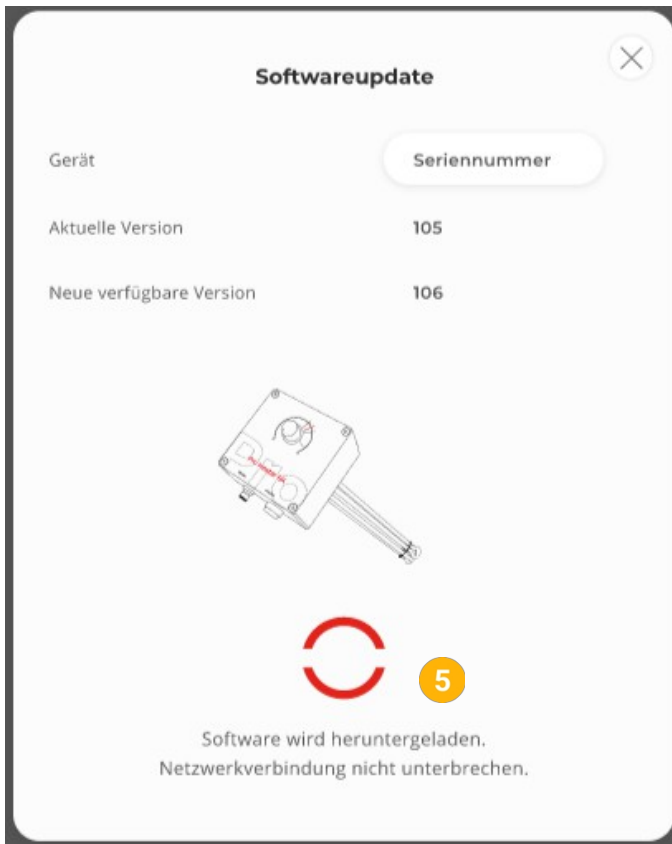 Softwareupdate
Gerät Seriennummer
Aktuelle Version 105
Neue verfügbare Version 106
5
Software wird heruntergeladen.
Netzwerkverbindung nicht unterbrechen.